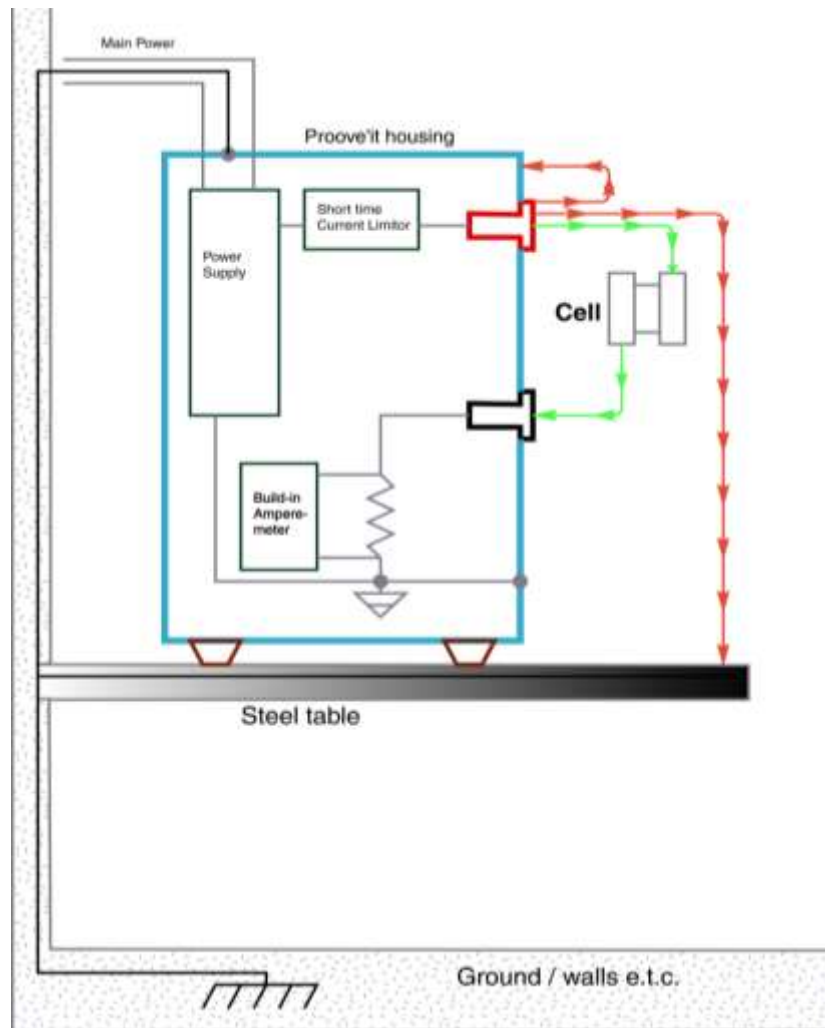 Main Power
Proove'it housing
Short time
Current Limitor
Power
Supply
Cell
Build-in
Ampere-
meter
Steel table
Ground / walls e.t.c.